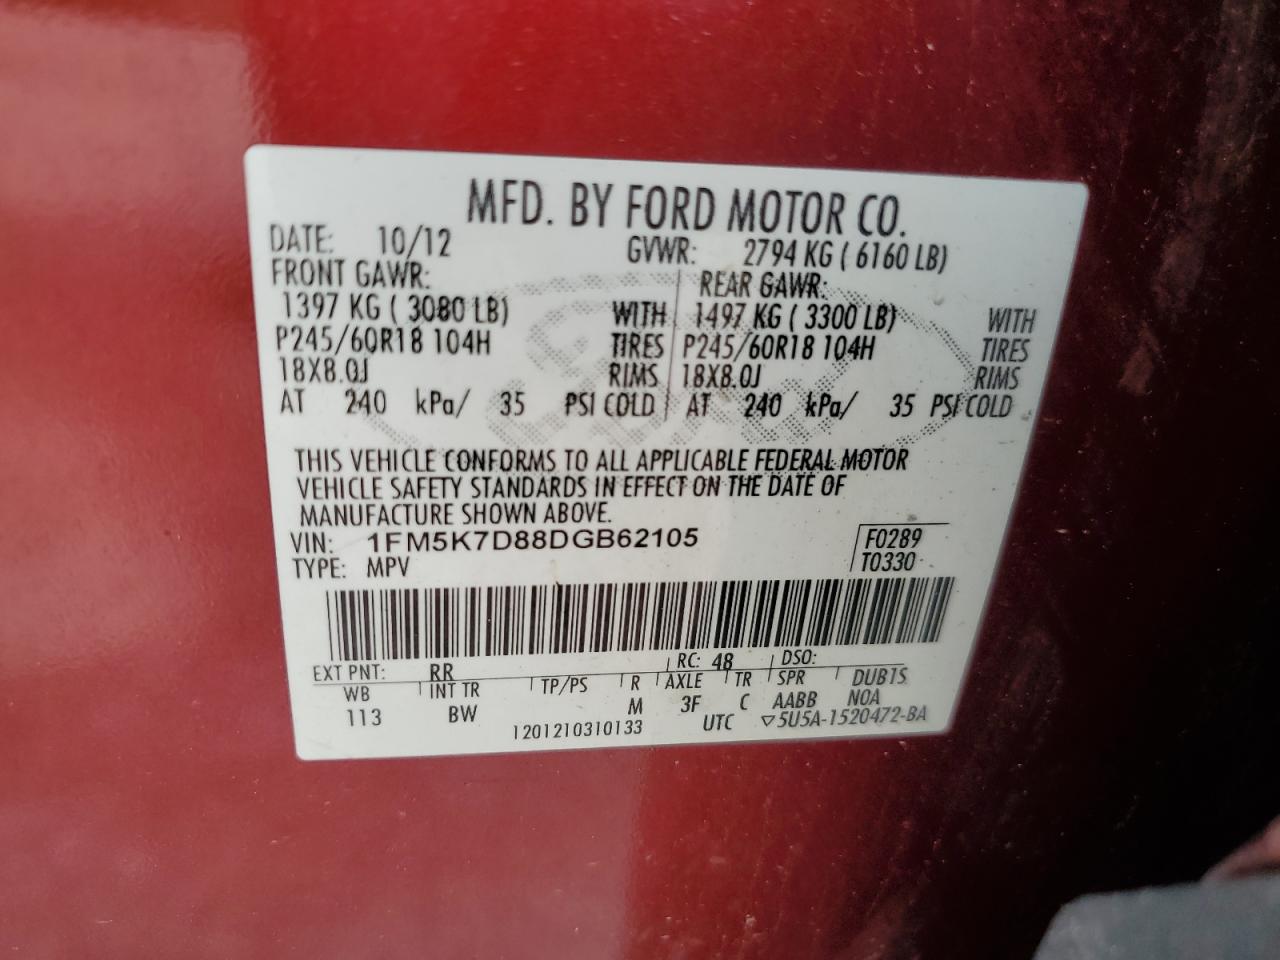 MFD. BY FORD MOTOR CO.
DATE: 10/12 GVWR: 2794 KG ( 6160 LB)
FRONT GAWR: REAR GAWR:
1397 KG ( 3080 LB) WITH 1497 KG ( 3300 LB) WITH
P245/60R18 104H TIRES P245/60R18 104H TIRES
18X8.0J RIMS 18X8.0J RIMS
AT 240 kPa/ 35 PSI COLD AT 240 kPa/ 35 PSI COLD
Ford
THIS VEHICLE CONFORMS TO ALL APPLICABLE FEDERAL MOTOR
VEHICLE SAFETY STANDARDS IN EFFECT ON THE DATE OF
MANUFACTURE SHOWN ABOVE.
VIN: 1FM5K7D88DGB62105 F0289
TYPE: MPV T0330
EXT PNT: RR RC: 48 DSO:
WB INT TR TP/PS R AXLE TR SPR DUB1S
113 BW M 3F C AABB N0A
1201210310133 UTC ▽5U5A-1520472-BA